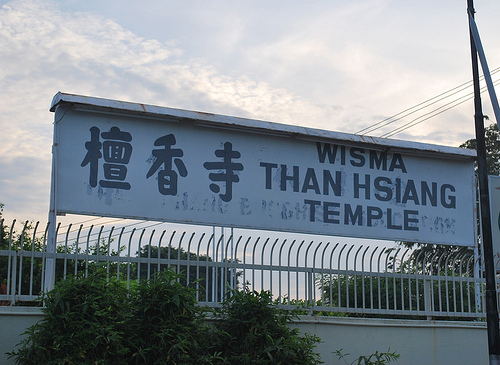 檀香寺
WISMA
THAN HSIANG
TEMPLE